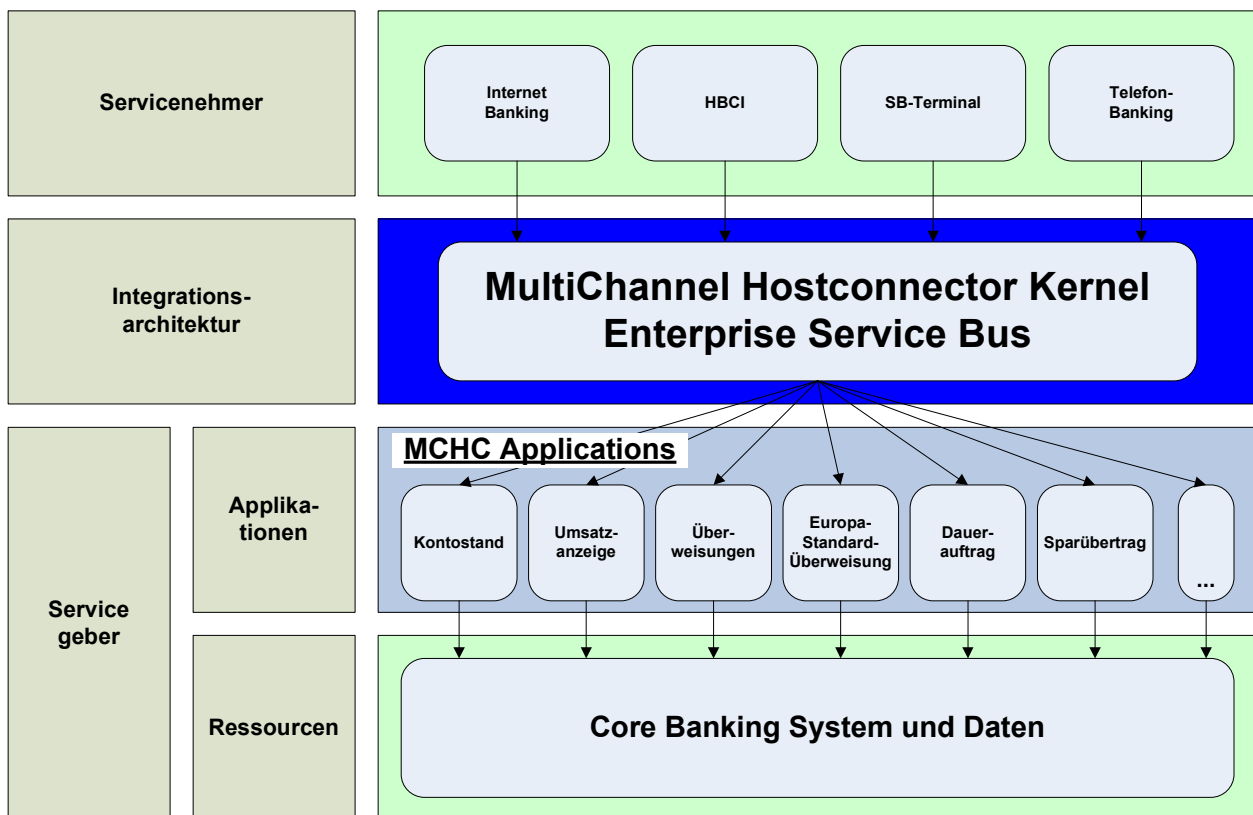 Servicenehmer
Internet
Banking
HBCI
SB-Terminal
Telefon-
Banking
Integrations-
architektur
MultiChannel Hostconnector Kernel
Enterprise Service Bus
Service
geber
Applika-
tionen
MCHC Applications
Kontostand
Umsatz-
anzeige
Über-
weisungen
Europa-
Standard-
Überweisung
Dauer-
auftrag
Sparübertrag
...
Ressourcen
Core Banking System und Daten